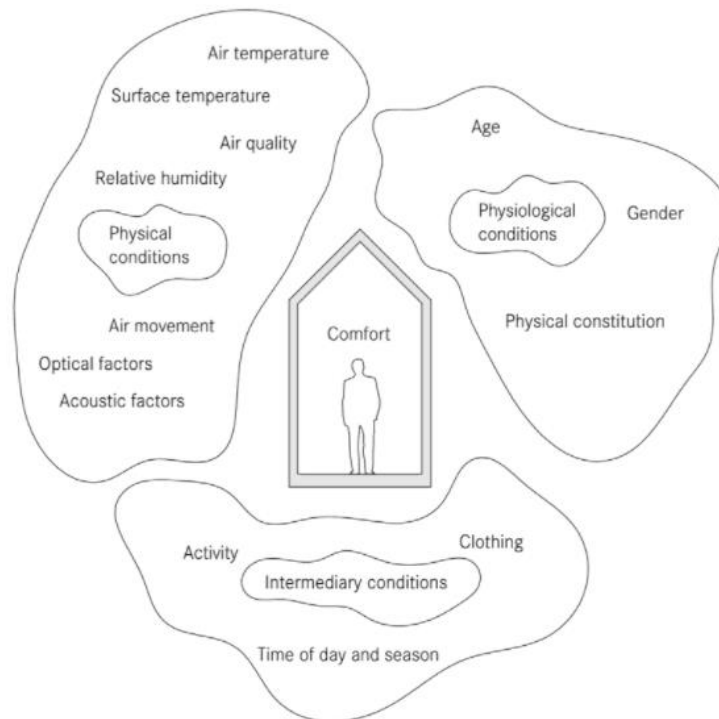 Air temperature
Surface temperature
Air quality
Relative humidity
Physical
conditions
Air movement
Optical factors
Acoustic factors
Comfort
Age
Physiological
conditions
Gender
Physical constitution
Activity
Clothing
Intermediary conditions
Time of day and season